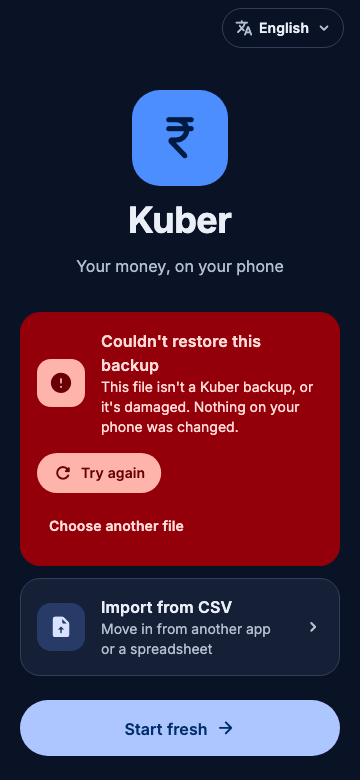 English
₹
Kuber
Your money, on your phone
Couldn't restore this
backup
This file isn't a Kuber backup, or
it's damaged. Nothing on your
phone was changed.
Try again
Choose another file
Import from CSV
Move in from another app
or a spreadsheet
Start fresh